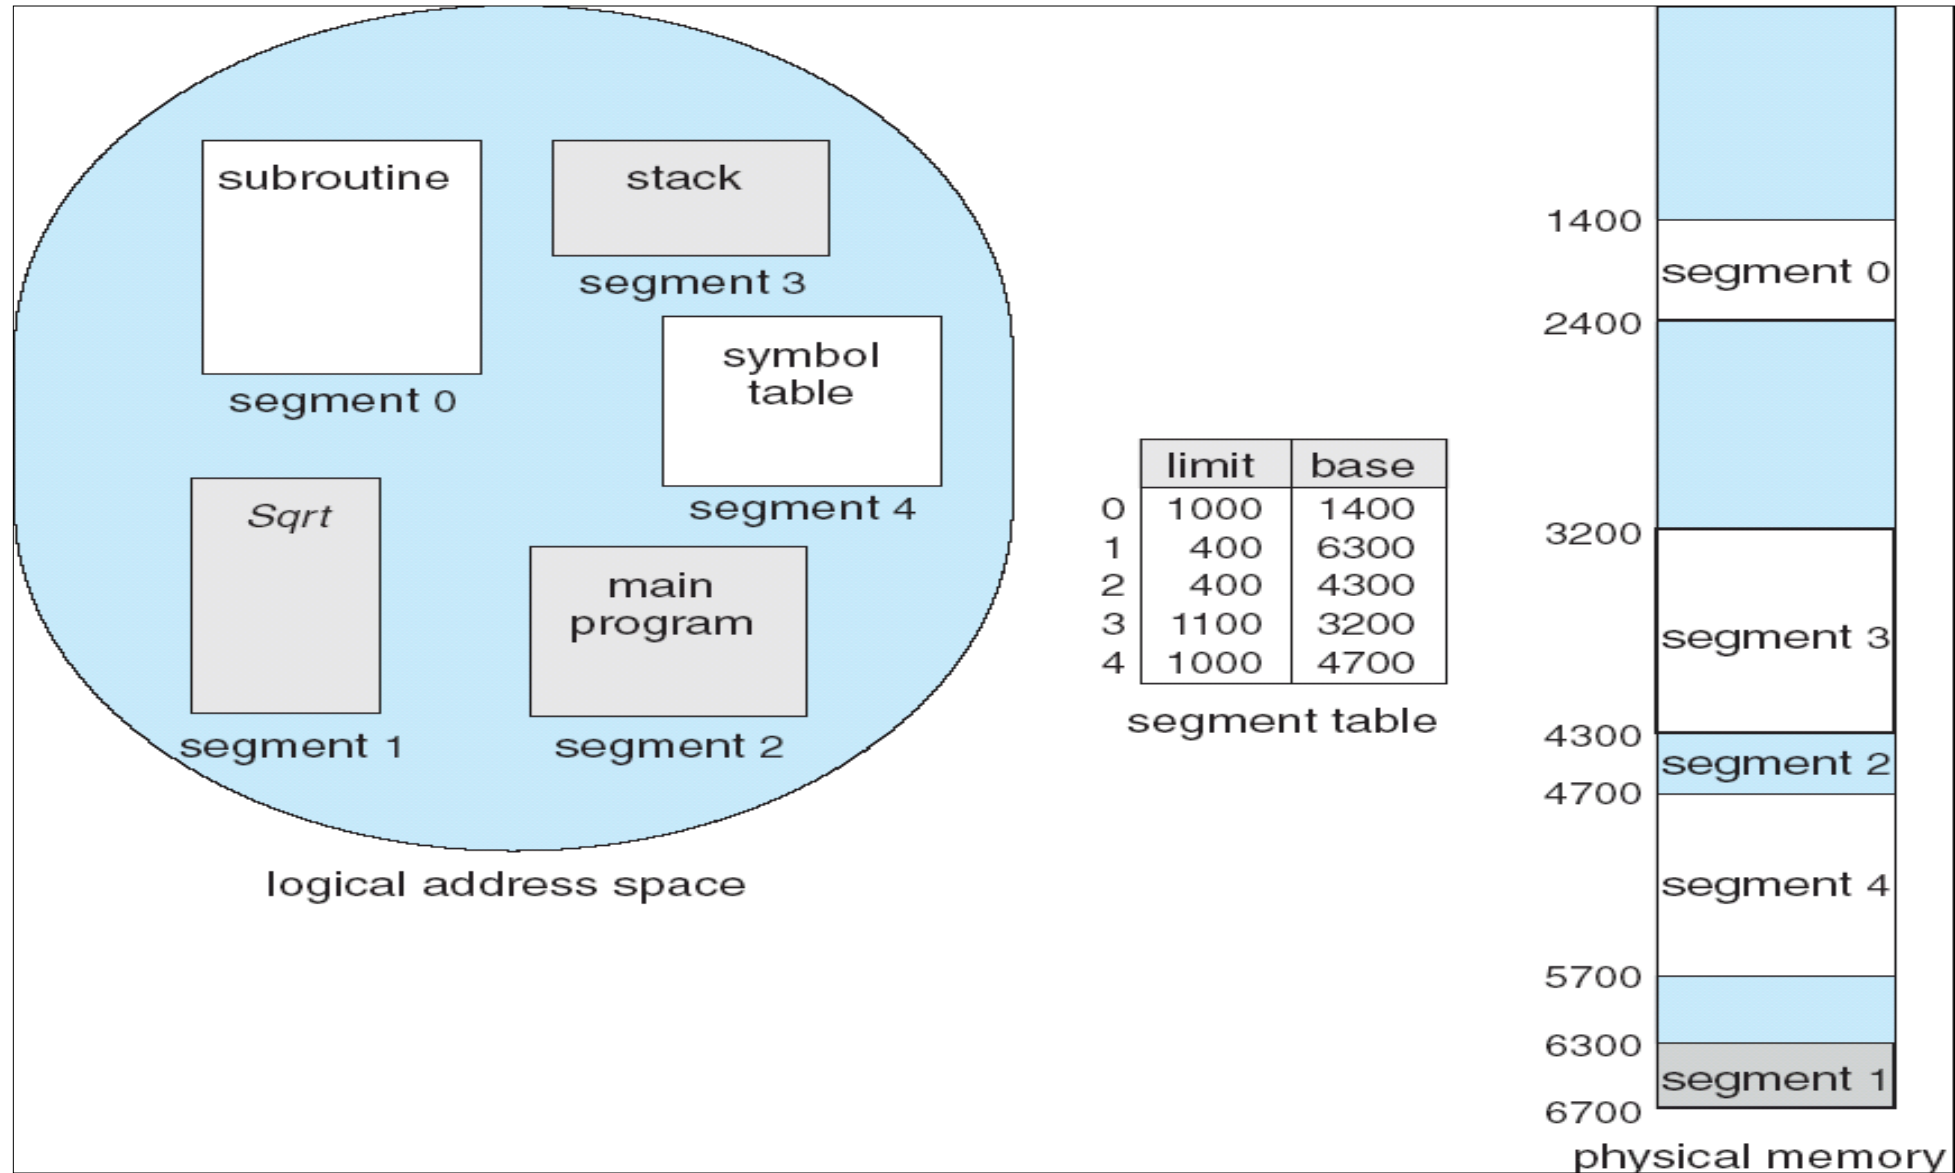 subroutine
segment 0
stack
segment 3
symbol
table
segment 4
Sqrt
segment 1
main
program
segment 2
logical address space
limit base
0 1000 1400
1 400 6300
2 400 4300
3 1100 3200
4 1000 4700
segment table
1400
segment 0
2400
3200
segment 3
4300
segment 2
4700
segment 4
5700
6300
segment 1
6700
physical memory